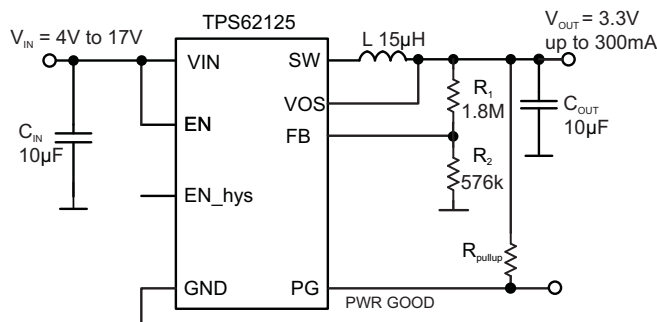 TPS62125
V_IN = 4V to 17V
V_OUT = 3.3V
up to 300mA
VIN
SW
L 15µH
VOS
R_1
1.8M
C_OUT
10µF
EN
FB
C_IN
10µF
R_2
576k
EN_hys
R_pullup
GND
PG
PWR GOOD